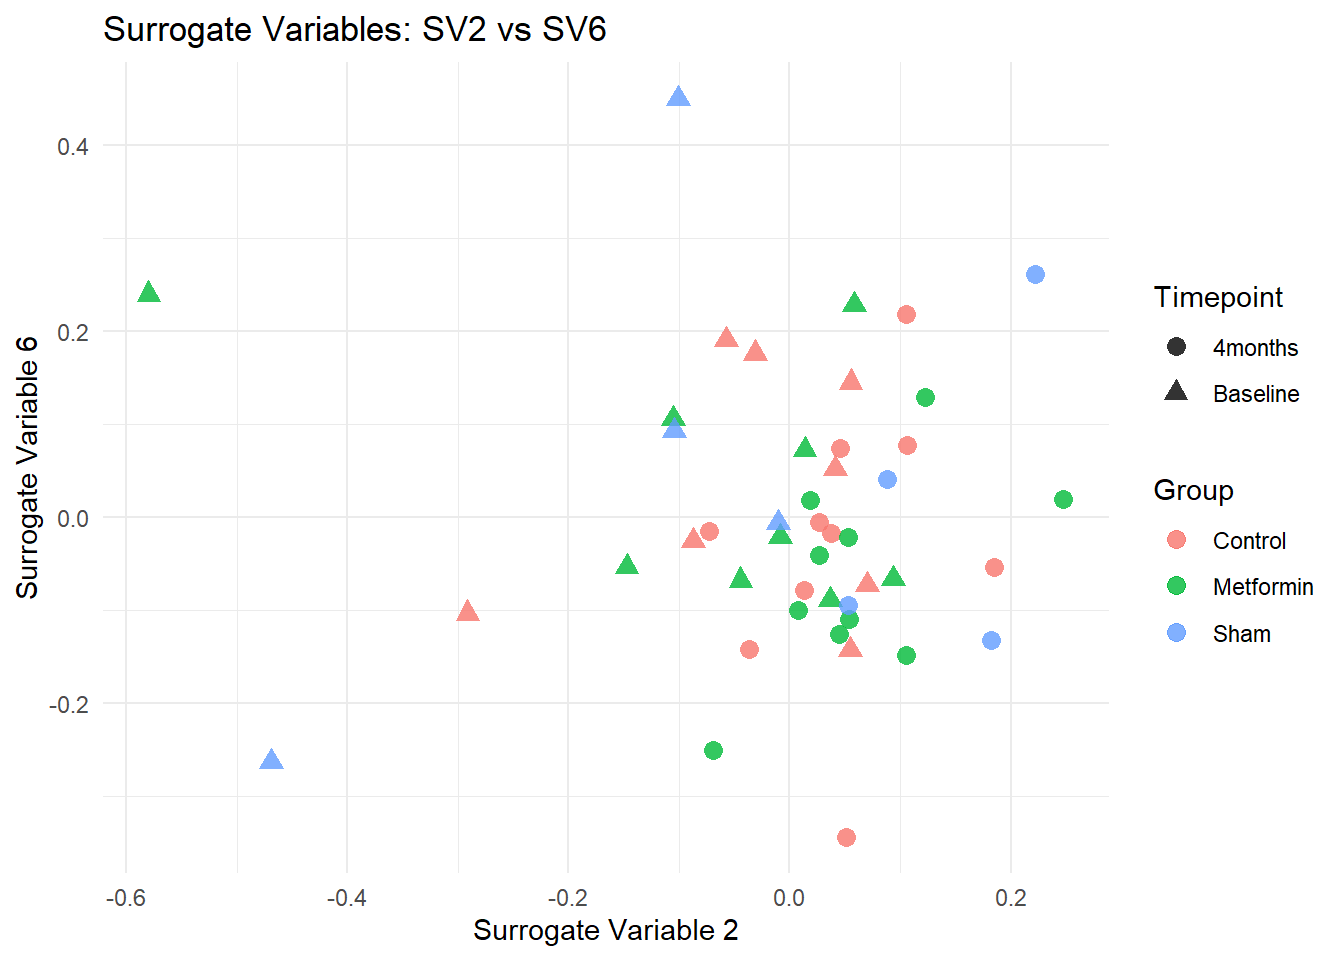 Surrogate Variables: SV2 vs SV6
Surrogate Variable 6
0.4
0.2
0.0
-0.2
-0.6
-0.4
-0.2
0.0
0.2
Surrogate Variable 2
Timepoint
4months
Baseline
Group
Control
Metformin
Sham